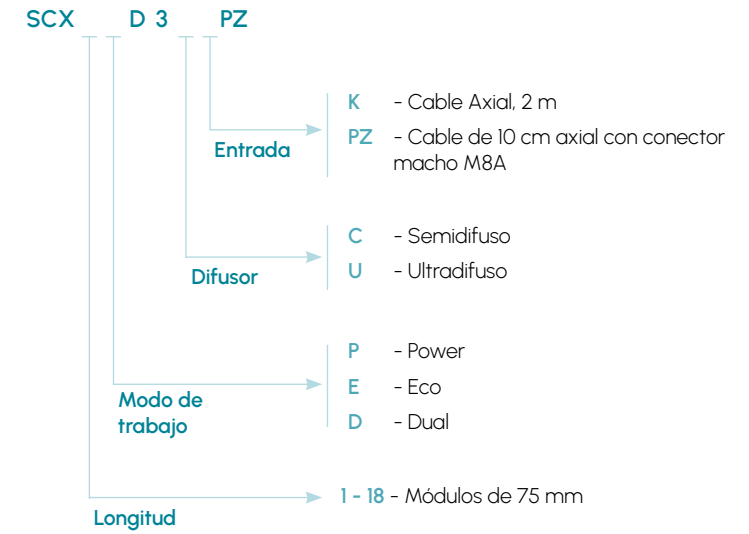 SCX D 3 PZ
K - Cable Axial, 2 m
PZ - Cable de 10 cm axial con conector
macho M8A
Entrada
C - Semidifuso
U - Ultradifuso
Difusor
P - Power
E - Eco
D - Dual
Modo de
trabajo
1 - 18 - Módulos de 75 mm
Longitud